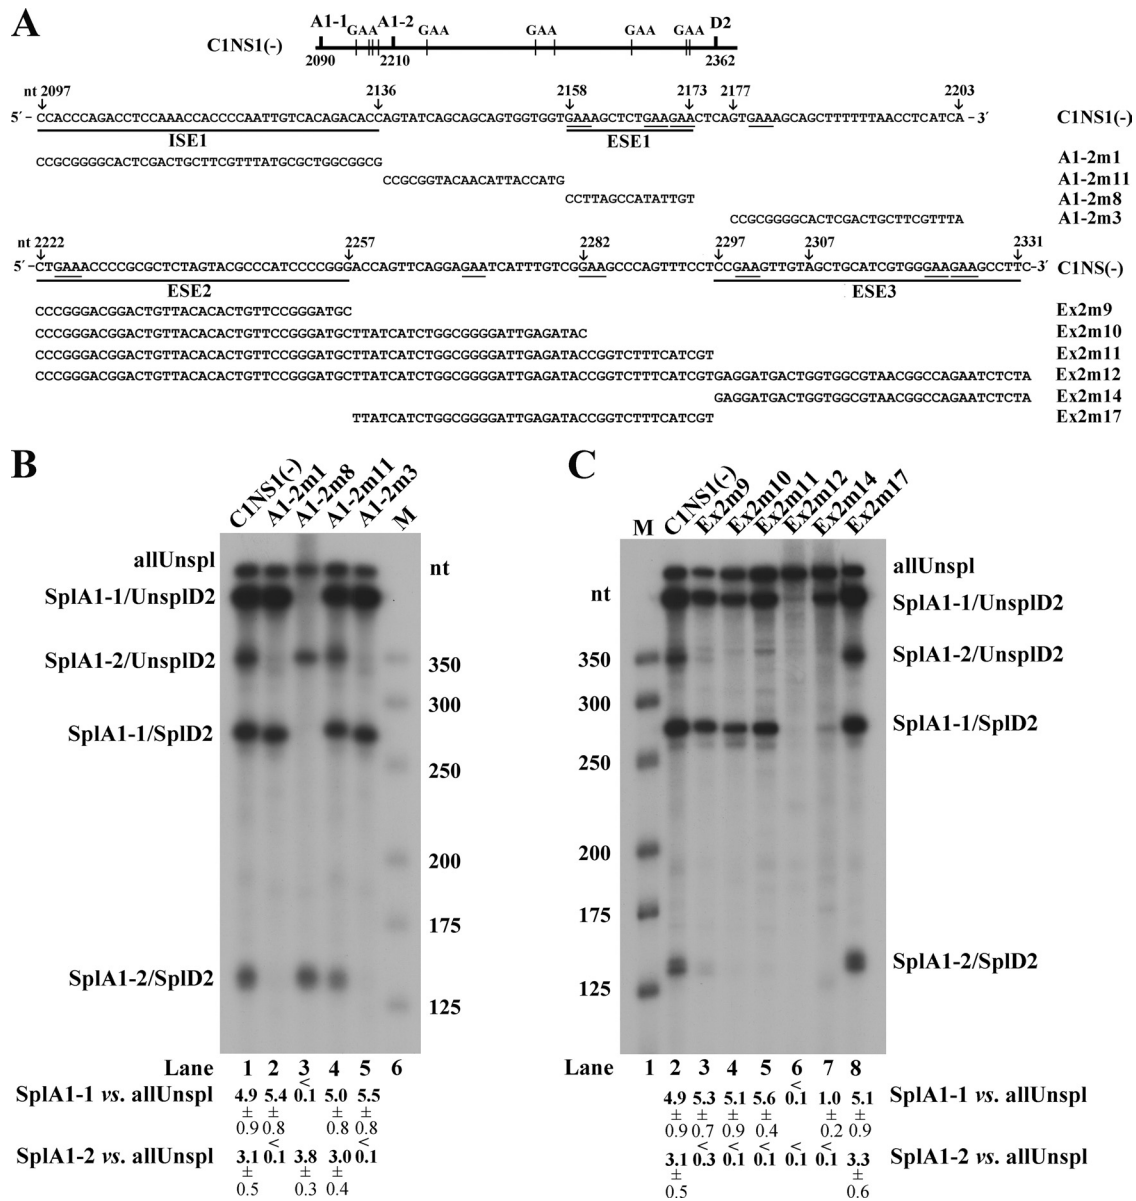 A
A1-1 GAA A1-2 GAA GAA GAA GAA D2
C1NS1(-)
2090 2210 2362
nt 2097 2136 2158 2173 2177 2203
5´-CCACCCAGACCTCCAAACCACCCCAATTGTCACAGACACCAGTATCAGCAGCAGTGGTGGTGAAAGCTCTGAAGAACTCAGTGAAAGCAGCTTTTTTAACCTCATCA-3´ C1NS1(-)
ISE1 ESE1
CCGCGGGGCACTCGACTGCTTCGTTTATGCGCTGGCGGCG A1-2m1
CCGCGGTACAACATTACCATG A1-2m11
CCTTAGCCATATTGT A1-2m8
CCGCGGGGCACTCGACTGCTTCGTTTA A1-2m3
nt 2222 2257 2282 2297 2307 2331
5´-CTGAAACCCCGCGCTCTAGTACGCCCATCCCCGGGACCAGTTCAGGAGAATCATTTGTCGGAAGCCCAGTTTCCTCCGAAGTTGTAGCTGCATCGTGGGAAGAAGCCTTC-3´ C1NS(-)
ESE2 ESE3
CCCGGGACGGACTGTTACACACTGTTCCGGGATGC Ex2m9
CCCGGGACGGACTGTTACACACTGTTCCGGGATGCTTATCATCTGGCGGGGATTGAGATAC Ex2m10
CCCGGGACGGACTGTTACACACTGTTCCGGGATGCTTATCATCTGGCGGGGATTGAGATACCGGTCTTTCATCGT Ex2m11
CCCGGGACGGACTGTTACACACTGTTCCGGGATGCTTATCATCTGGCGGGGATTGAGATACCGGTCTTTCATCGTGAGGATGACTGGTGGCGTAACGGCCAGAATCTCTA Ex2m12
GAGGATGACTGGTGGCGTAACGGCCAGAATCTCTA Ex2m14
TTATCATCTGGCGGGGATTGAGATACCGGTCTTTCATCGT Ex2m17
B
C1NS1(-) A1-2m1 A1-2m8 A1-2m11 A1-2m3 M
allUnspl
SplA1-1/UnsplD2
SplA1-2/UnsplD2
SplA1-1/SplD2
SplA1-2/SplD2
nt
350
300
250
200
175
125
Lane 1 2 3 4 5 6
SplA1-1 vs. allUnspl 4.9 ± 0.9 5.4 ± 0.8 < 0.1 5.0 ± 0.8 5.5 ± 0.8
SplA1-2 vs. allUnspl 3.1 ± 0.5 < 0.1 3.8 ± 0.3 3.0 ± 0.4 < 0.1
C
M C1NS1(-) Ex2m9 Ex2m10 Ex2m11 Ex2m12 Ex2m14 Ex2m17
nt
350
300
250
200
175
125
allUnspl
SplA1-1/UnsplD2
SplA1-2/UnsplD2
SplA1-1/SplD2
SplA1-2/SplD2
Lane 1 2 3 4 5 6 7 8
4.9 ± 0.9 5.3 ± 0.7 5.1 ± 0.9 5.6 ± 0.4 < 0.1 1.0 ± 0.2 5.1 ± 0.9 SplA1-1 vs. allUnspl
3.1 ± 0.5 < 0.3 < 0.1 < 0.1 < 0.1 < 0.1 3.3 ± 0.6 SplA1-2 vs. allUnspl